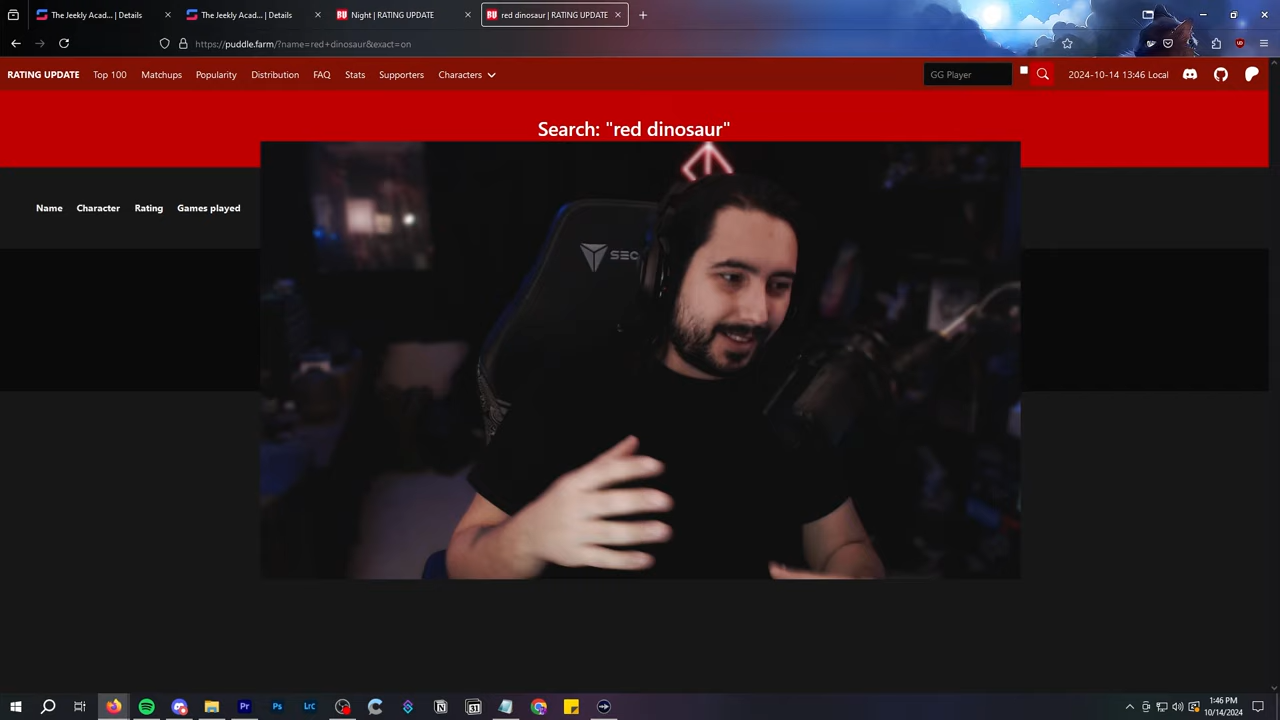 The Jeekly Acad... | Details
The Jeekly Acad... | Details
Night | RATING UPDATE
red dinosaur | RATING UPDATE
https://puddle.farm/?name=red+dinosaur&exact=on
RATING UPDATE Top 100 Matchups Popularity Distribution FAQ Stats Supporters Characters GG Player 2024-10-14 13:46 Local
Search: "red dinosaur"
Name Character Rating Games played
SEC
1:46 PM
10/14/2024